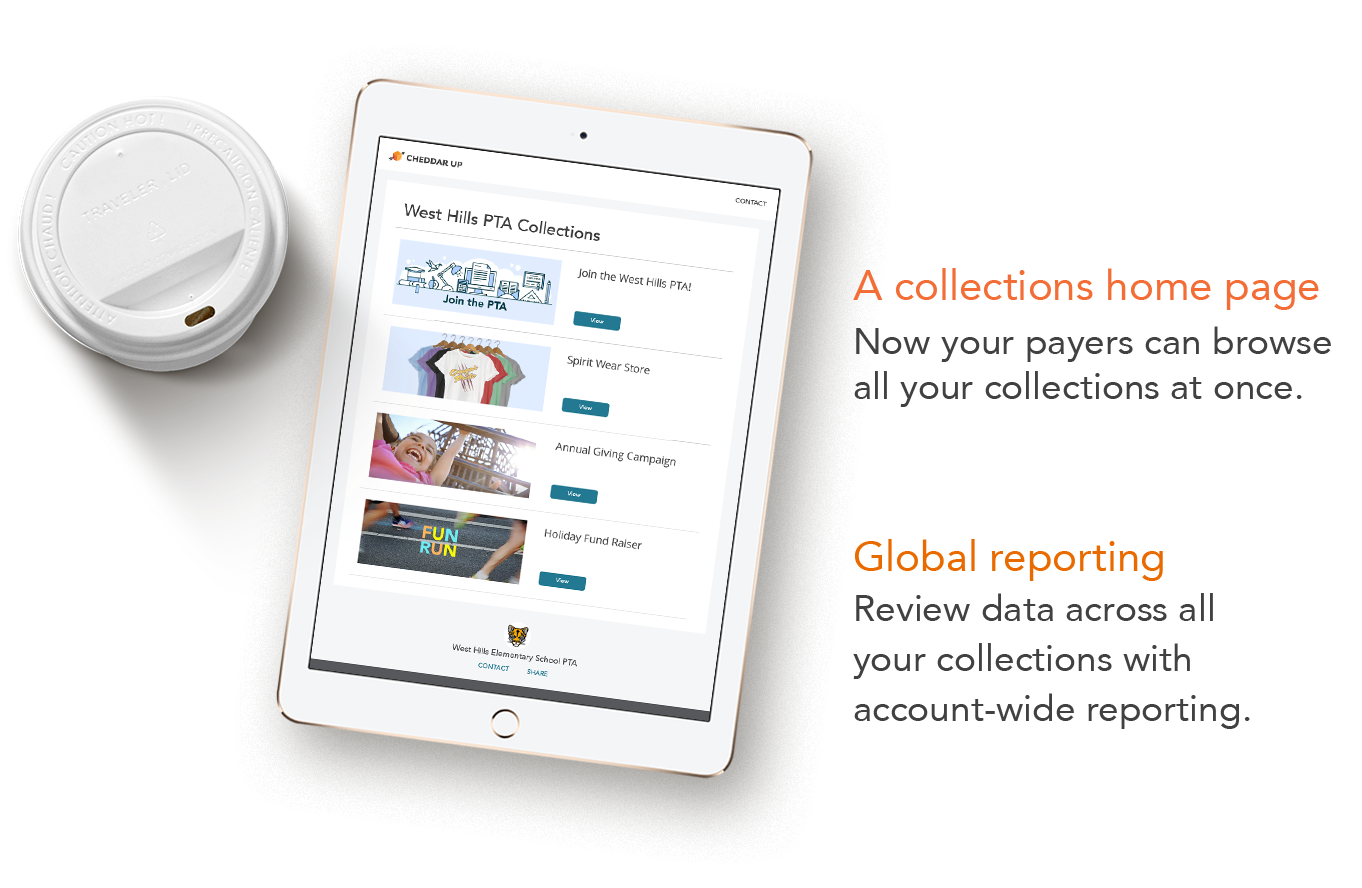 CAUTION HOT!
¡PRECAUCION CALIENTE
ATTENTION CHAUD!
TRAVELER LID
CHEDDAR UP
CONTACT
West Hills PTA Collections
Join the PTA
Join the West Hills PTA!
View
Spirit Wear Store
View
Annual Giving Campaign
View
FUN
RUN
Holiday Fund Raiser
View
West Hills Elementary School PTA
CONTACT SHARE
A collections home page
Now your payers can browse
all your collections at once.
Global reporting
Review data across all
your collections with
account-wide reporting.